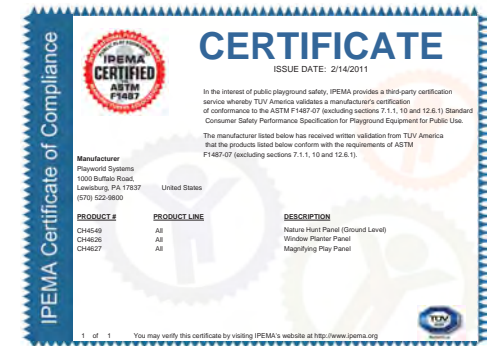 IPEMA Certificate of Compliance
PUBLIC PLAY EQUIPMENT
IPEMA
CERTIFIED
ASTM
F1487
CERTIFICATE
ISSUE DATE: 2/14/2011
In the interest of public playground safety, IPEMA provides a third-party certification
service whereby TUV America validates a manufacturer's certification
of conformance to the ASTM F1487-07 (excluding sections 7.1.1, 10 and 12.6.1) Standard
Consumer Safety Performance Specification for Playground Equipment for Public Use.
The manufacturer listed below has received written validation from TUV America
that the products listed below conform with the requirements of ASTM
F1487-07 (excluding sections 7.1.1, 10 and 12.6.1).
Manufacturer
Playworld Systems
1000 Buffalo Road,
Lewisburg, PA 17837 United States
(570) 522-9800
PRODUCT # PRODUCT LINE DESCRIPTION
CH4549 All Nature Hunt Panel (Ground Level)
CH4626 All Window Planter Panel
CH4627 All Magnifying Play Panel
TUV
1 of 1 You may verify this certificate by visiting IPEMA's website at http://www.ipema.org